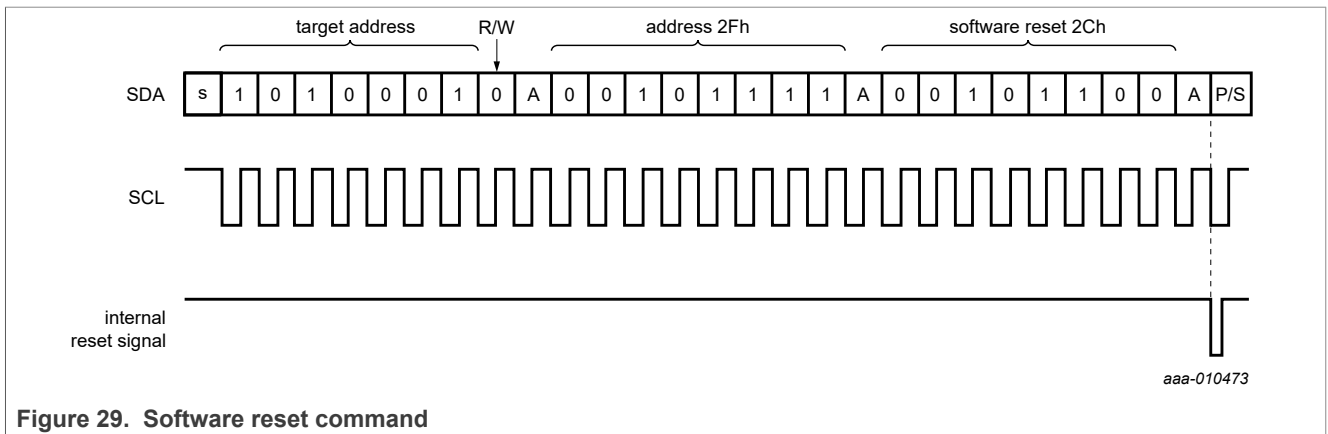 target address R/W address 2Fh software reset 2Ch
SDA s 1 0 1 0 0 0 1 0 A 0 0 1 0 1 1 1 1 A 0 0 1 0 1 1 0 0 A P/S
SCL
internal
reset signal
aaa-010473
Figure 29. Software reset command